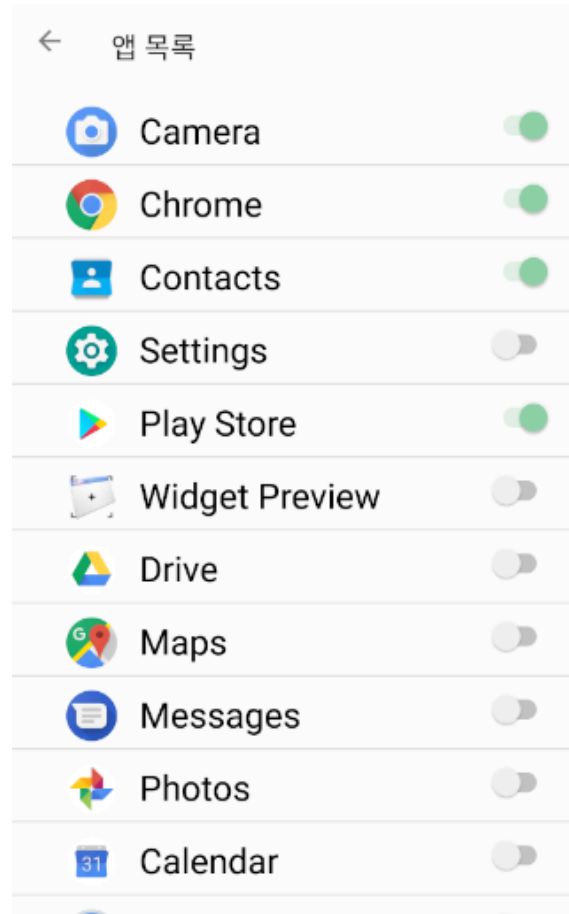 앱 목록
Camera
Chrome
Contacts
Settings
Play Store
Widget Preview
Drive
G
Maps
Messages
Photos
31
Calendar